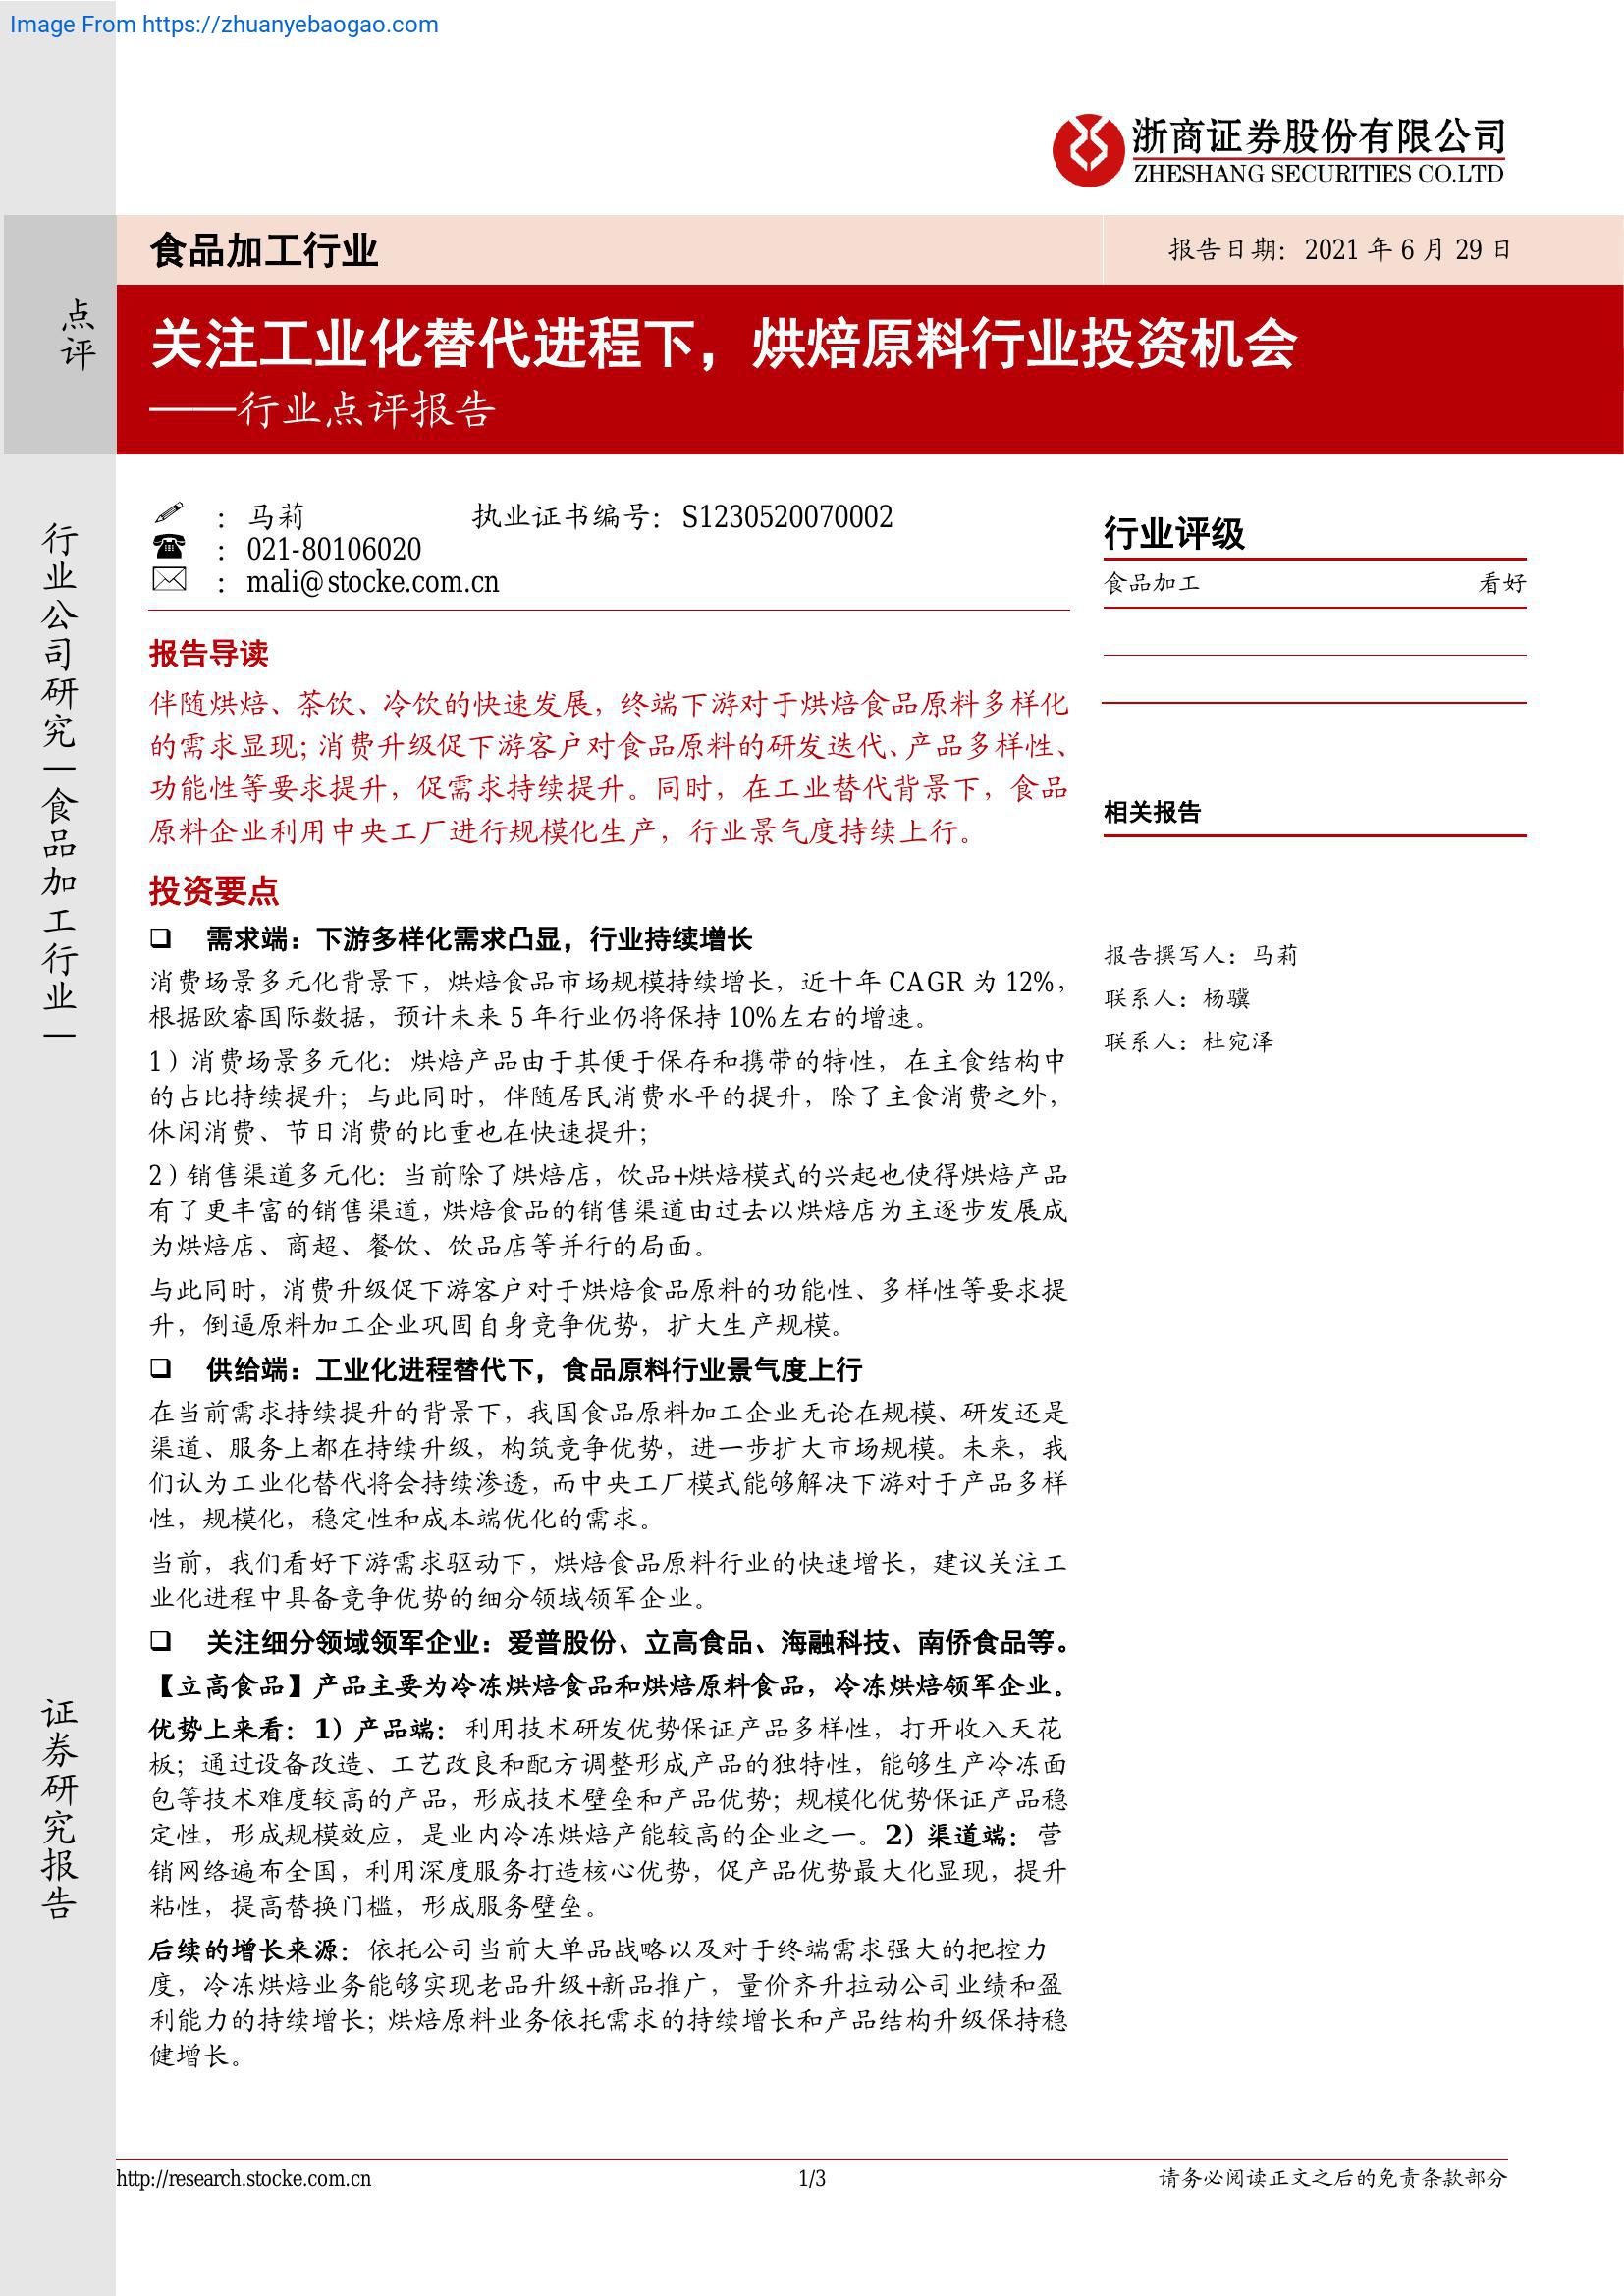 Image From https://zhuanyebaogao.com
浙商证券股份有限公司
ZHESHANG SECURITIES CO.LTD
食品加工行业
报告日期：2021 年 6 月 29 日
点评
关注工业化替代进程下，烘焙原料行业投资机会
——行业点评报告
行业公司研究|食品加工行业|
证券研究报告
：马莉 执业证书编号：S1230520070002
：021-80106020
：mali@stocke.com.cn
报告导读
伴随烘焙、茶饮、冷饮的快速发展，终端下游对于烘焙食品原料多样化
的需求显现；消费升级促下游客户对食品原料的研发迭代、产品多样性、
功能性等要求提升，促需求持续提升。同时，在工业替代背景下，食品
原料企业利用中央工厂进行规模化生产，行业景气度持续上行。
投资要点
❑ 需求端：下游多样化需求凸显，行业持续增长
消费场景多元化背景下，烘焙食品市场规模持续增长，近十年 CAGR 为 12%，
根据欧睿国际数据，预计未来 5 年行业仍将保持 10%左右的增速。
1）消费场景多元化：烘焙产品由于其便于保存和携带的特性，在主食结构中
的占比持续提升；与此同时，伴随居民消费水平的提升，除了主食消费之外，
休闲消费、节日消费的比重也在快速提升；
2）销售渠道多元化：当前除了烘焙店，饮品+烘焙模式的兴起也使得烘焙产品
有了更丰富的销售渠道，烘焙食品的销售渠道由过去以烘焙店为主逐步发展成
为烘焙店、商超、餐饮、饮品店等并行的局面。
与此同时，消费升级促下游客户对于烘焙食品原料的功能性、多样性等要求提
升，倒逼原料加工企业巩固自身竞争优势，扩大生产规模。
❑ 供给端：工业化进程替代下，食品原料行业景气度上行
在当前需求持续提升的背景下，我国食品原料加工企业无论在规模、研发还是
渠道、服务上都在持续升级，构筑竞争优势，进一步扩大市场规模。未来，我
们认为工业化替代将会持续渗透，而中央工厂模式能够解决下游对于产品多样
性，规模化，稳定性和成本端优化的需求。
当前，我们看好下游需求驱动下，烘焙食品原料行业的快速增长，建议关注工
业化进程中具备竞争优势的细分领域领军企业。
❑ 关注细分领域领军企业：爱普股份、立高食品、海融科技、南侨食品等。
【立高食品】产品主要为冷冻烘焙食品和烘焙原料食品，冷冻烘焙领军企业。
优势上来看：1）产品端：利用技术研发优势保证产品多样性，打开收入天花
板；通过设备改造、工艺改良和配方调整形成产品的独特性，能够生产冷冻面
包等技术难度较高的产品，形成技术壁垒和产品优势；规模化优势保证产品稳
定性，形成规模效应，是业内冷冻烘焙产能较高的企业之一。2）渠道端：营
销网络遍布全国，利用深度服务打造核心优势，促产品优势最大化显现，提升
粘性，提高替换门槛，形成服务壁垒。
后续的增长来源：依托公司当前大单品战略以及对于终端需求强大的把控力
度，冷冻烘焙业务能够实现老品升级+新品推广，量价齐升拉动公司业绩和盈
利能力的持续增长；烘焙原料业务依托需求的持续增长和产品结构升级保持稳
健增长。
行业评级
食品加工 看好
相关报告
报告撰写人：马莉
联系人：杨骥
联系人：杜宛泽
http://research.stocke.com.cn
1/3
请务必阅读正文之后的免责条款部分